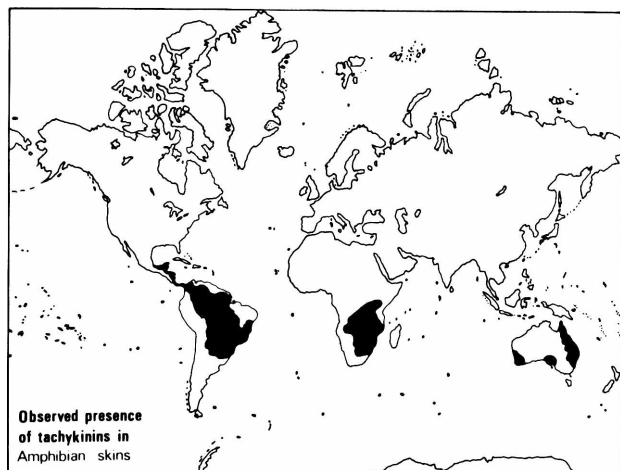 Observed presence
of tachykinins in
Amphibian skins